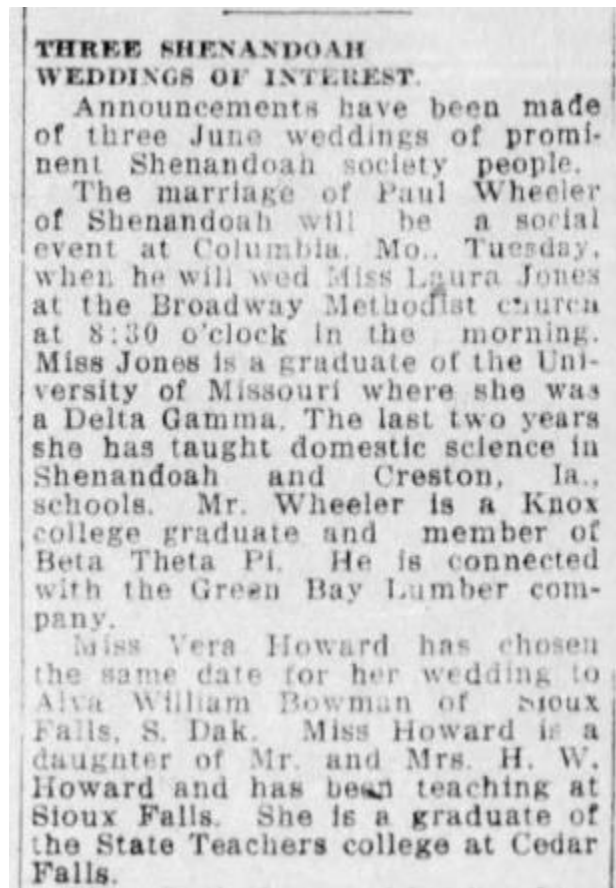 THREE SHENANDOAH
WEDDINGS OF INTEREST.
Announcements have been made
of three June weddings of promi-
nent Shenandoah society people.
The marriage of Paul Wheeler
of Shenandoah will be a social
event at Columbia, Mo., Tuesday,
when he will wed Miss Laura Jones
at the Broadway Methodist church
at 8:30 o'clock in the morning.
Miss Jones is a graduate of the Uni-
versity of Missouri where she was
a Delta Gamma. The last two years
she has taught domestic science in
Shenandoah and Creston, Ia.,
schools. Mr. Wheeler is a Knox
college graduate and member of
Beta Theta Pi. He is connected
with the Green Bay Lumber com-
pany.
Miss Vera Howard has chosen
the same date for her wedding to
Alva William Bowman of Sioux
Falls, S. Dak. Miss Howard is a
daugnter of Mr. and Mrs. H. W.
Howard and has been teaching at
Sioux Falls. She is a graduate of
the State Teachers college at Cedar
Falls.